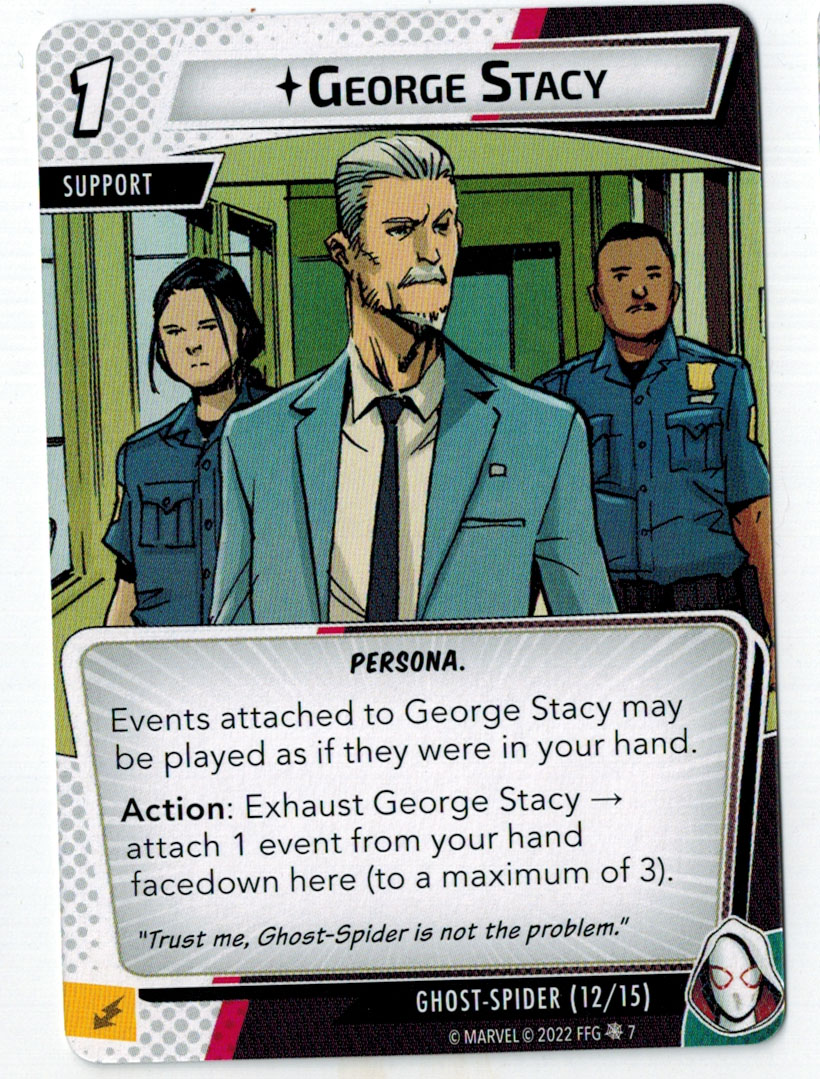 1
George Stacy
SUPPORT
PERSONA.
Events attached to George Stacy may
be played as if they were in your hand.
Action: Exhaust George Stacy →
attach 1 event from your hand
facedown here (to a maximum of 3).
"Trust me, Ghost-Spider is not the problem."
GHOST-SPIDER (12/15)
© MARVEL © 2022 FFG 7